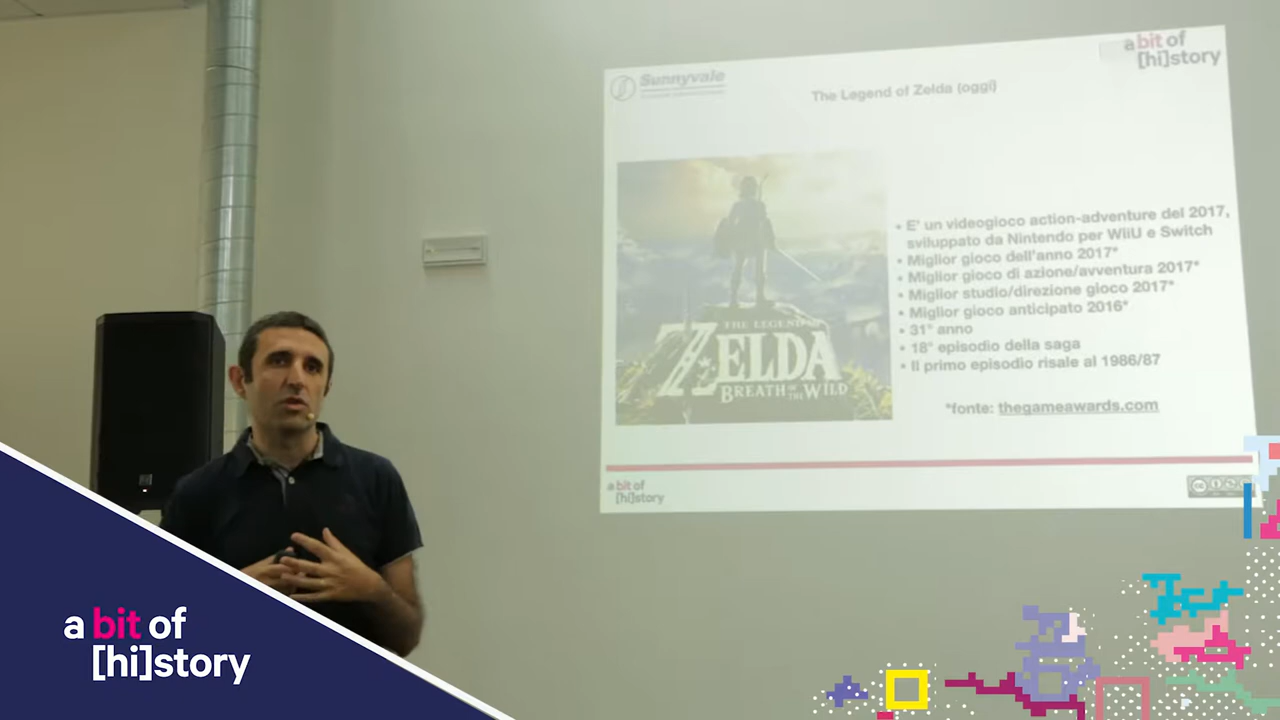 a bit of
[hi]story
Sunnyvale
The Legend of Zelda (oggi)
• E' un videogioco action-adventure del 2017,
sviluppato da Nintendo per WiiU e Switch
• Miglior gioco dell'anno 2017*
• Miglior gioco di azione/avventura 2017*
• Miglior studio/direzione gioco 2017*
• Miglior gioco anticipato 2016*
• 31° anno
• 18° episodio della saga
• Il primo episodio risale al 1986/87
*fonte: thegameawards.com
THE LEGEND OF
ZELDA
BREATH OF THE WILD
a bit of
[hi]story
a bit of
[hi]story